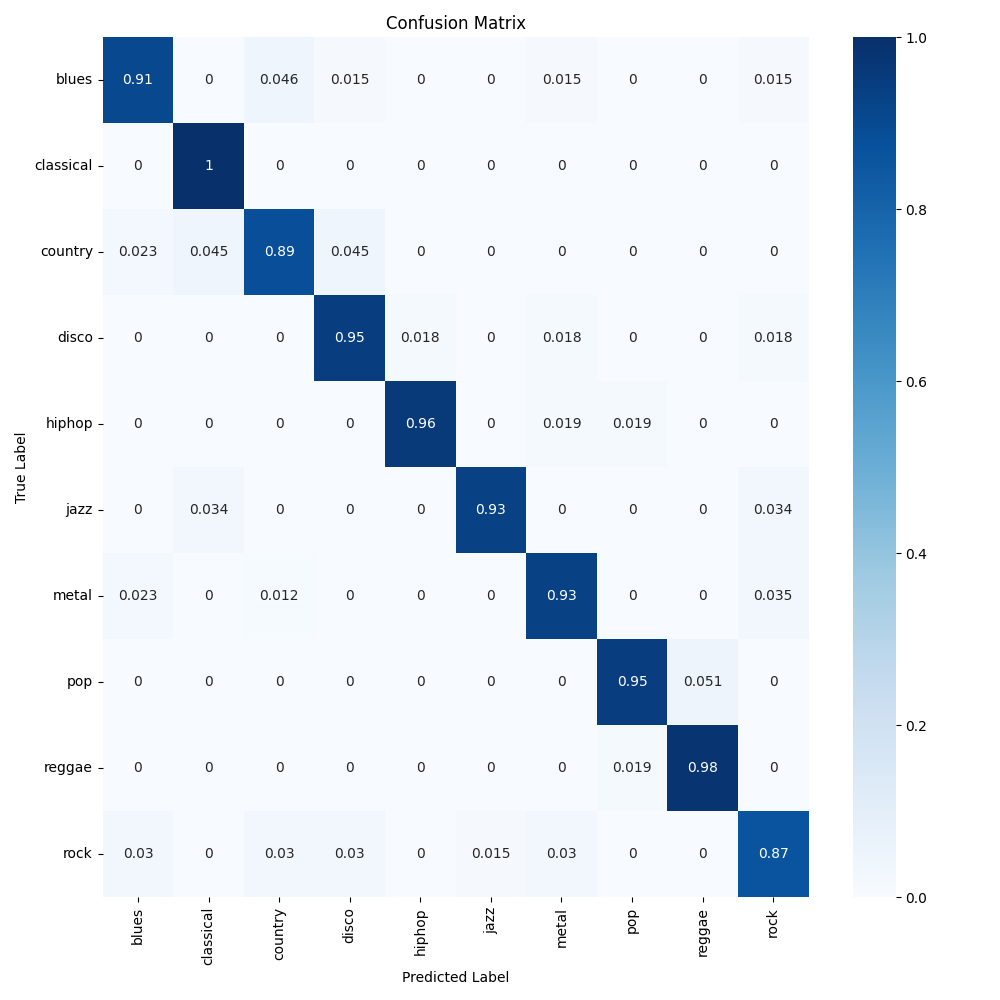 Confusion Matrix
blues 0.91 0 0.046 0.015 0 0 0.015 0 0 0.015
classical 0 1 0 0 0 0 0 0 0 0
country 0.023 0.045 0.89 0.045 0 0 0 0 0 0
disco 0 0 0 0.95 0.018 0 0.018 0 0 0.018
hiphop 0 0 0 0 0.96 0 0.019 0.019 0 0
jazz 0 0.034 0 0 0 0.93 0 0 0 0.034
metal 0.023 0 0.012 0 0 0 0.93 0 0 0.035
pop 0 0 0 0 0 0 0 0.95 0.051 0
reggae 0 0 0 0 0 0 0 0.019 0.98 0
rock 0.03 0 0.03 0.03 0 0.015 0.03 0 0 0.87
True Label
blues classical country disco hiphop jazz metal pop reggae rock
Predicted Label
1.0
0.8
0.6
0.4
0.2
0.0